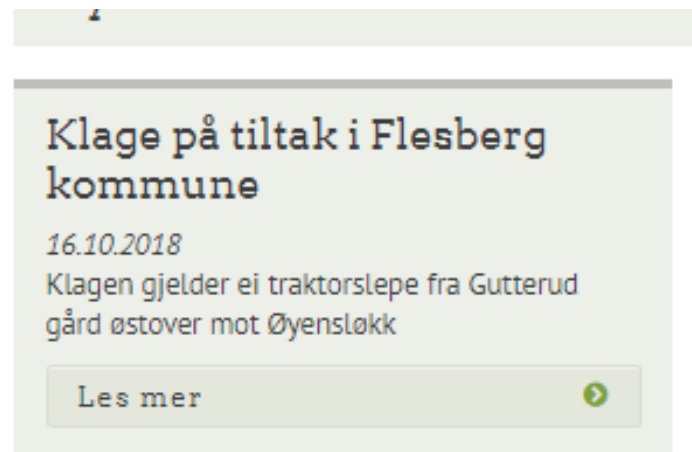 Klage på tiltak i Flesberg
kommune
16.10.2018
Klagen gjelder ei traktorslepe fra Gutterud
gård østover mot Øyensløkk
Les mer